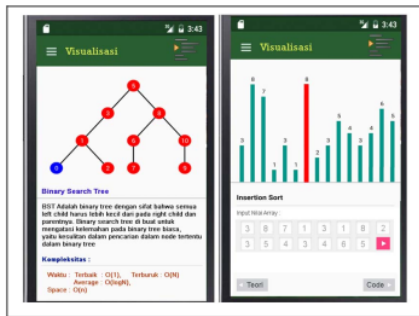 3:43
Visualisasi
5
3
8
1
6
10
0
2
7
9
Binary Search Tree
BST Adalah binary tree dengan sifat bahwa semua
left child harus lebih kecil dari pada right child dan
parentnya. Binary search tree di buat untuk
mengatasi kelemahan pada binary tree biasa,
yaitu kesulitan dalam pencarian dalam node tertentu
dalam binary tree
Kompleksitas :
Waktu : Terbaik : O(1), Terburuk : O(N)
Average : O(logN),
Space : O(n)
3:43
Visualisasi
8 8
7
6
5 5
4 4
3 3 3 3
2
1 1
Insertion Sort
Input Nilai Array :
3 8 7 1 3 1 8 2
3 5 4 3 4 6 5
Teori Code